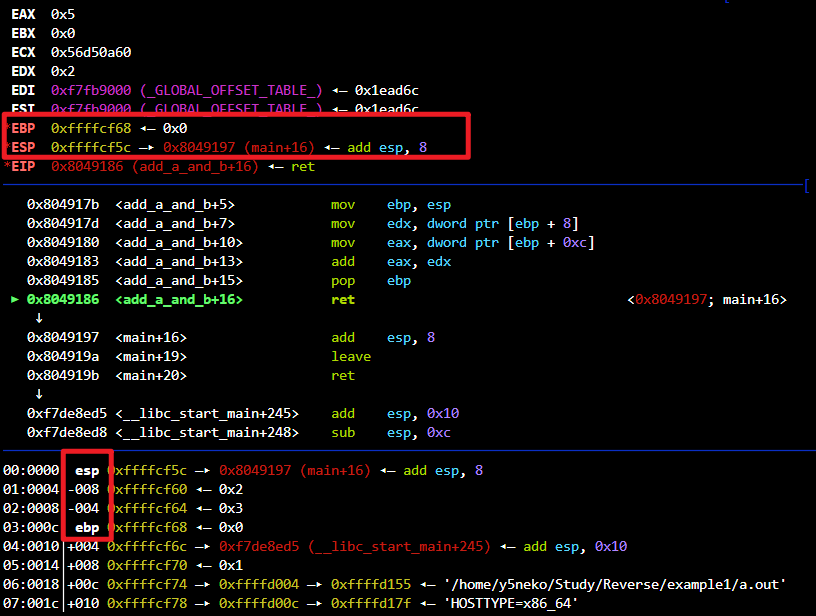 EAX 0x5
EBX 0x0
ECX 0x56d50a60
EDX 0x2
EDI 0xf7fb9000 (_GLOBAL_OFFSET_TABLE_) ◂— 0x1ead6c
ESI 0xf7fb9000 (_GLOBAL_OFFSET_TABLE_) ◂— 0x1ead6c
*EBP 0xffffcf68 ◂— 0x0
*ESP 0xffffcf5c —▸ 0x8049197 (main+16) ◂— add esp, 8
*EIP 0x8049186 (add_a_and_b+16) ◂— ret
0x804917b <add_a_and_b+5> mov ebp, esp
0x804917d <add_a_and_b+7> mov edx, dword ptr [ebp + 8]
0x8049180 <add_a_and_b+10> mov eax, dword ptr [ebp + 0xc]
0x8049183 <add_a_and_b+13> add eax, edx
0x8049185 <add_a_and_b+15> pop ebp
► 0x8049186 <add_a_and_b+16> ret <0x8049197; main+16>
↓
0x8049197 <main+16> add esp, 8
0x804919a <main+19> leave
0x804919b <main+20> ret
↓
0xf7de8ed5 <__libc_start_main+245> add esp, 0x10
0xf7de8ed8 <__libc_start_main+248> sub esp, 0xc
00:0000│ esp 0xffffcf5c —▸ 0x8049197 (main+16) ◂— add esp, 8
01:0004│-008 0xffffcf60 ◂— 0x2
02:0008│-004 0xffffcf64 ◂— 0x3
03:000c│ ebp 0xffffcf68 ◂— 0x0
04:0010│+004 0xffffcf6c —▸ 0xf7de8ed5 (__libc_start_main+245) ◂— add esp, 0x10
05:0014│+008 0xffffcf70 ◂— 0x1
06:0018│+00c 0xffffcf74 —▸ 0xffffd004 —▸ 0xffffd155 ◂— '/home/y5neko/Study/Reverse/example1/a.out'
07:001c│+010 0xffffcf78 —▸ 0xffffd00c —▸ 0xffffd17f ◂— 'HOSTTYPE=x86_64'